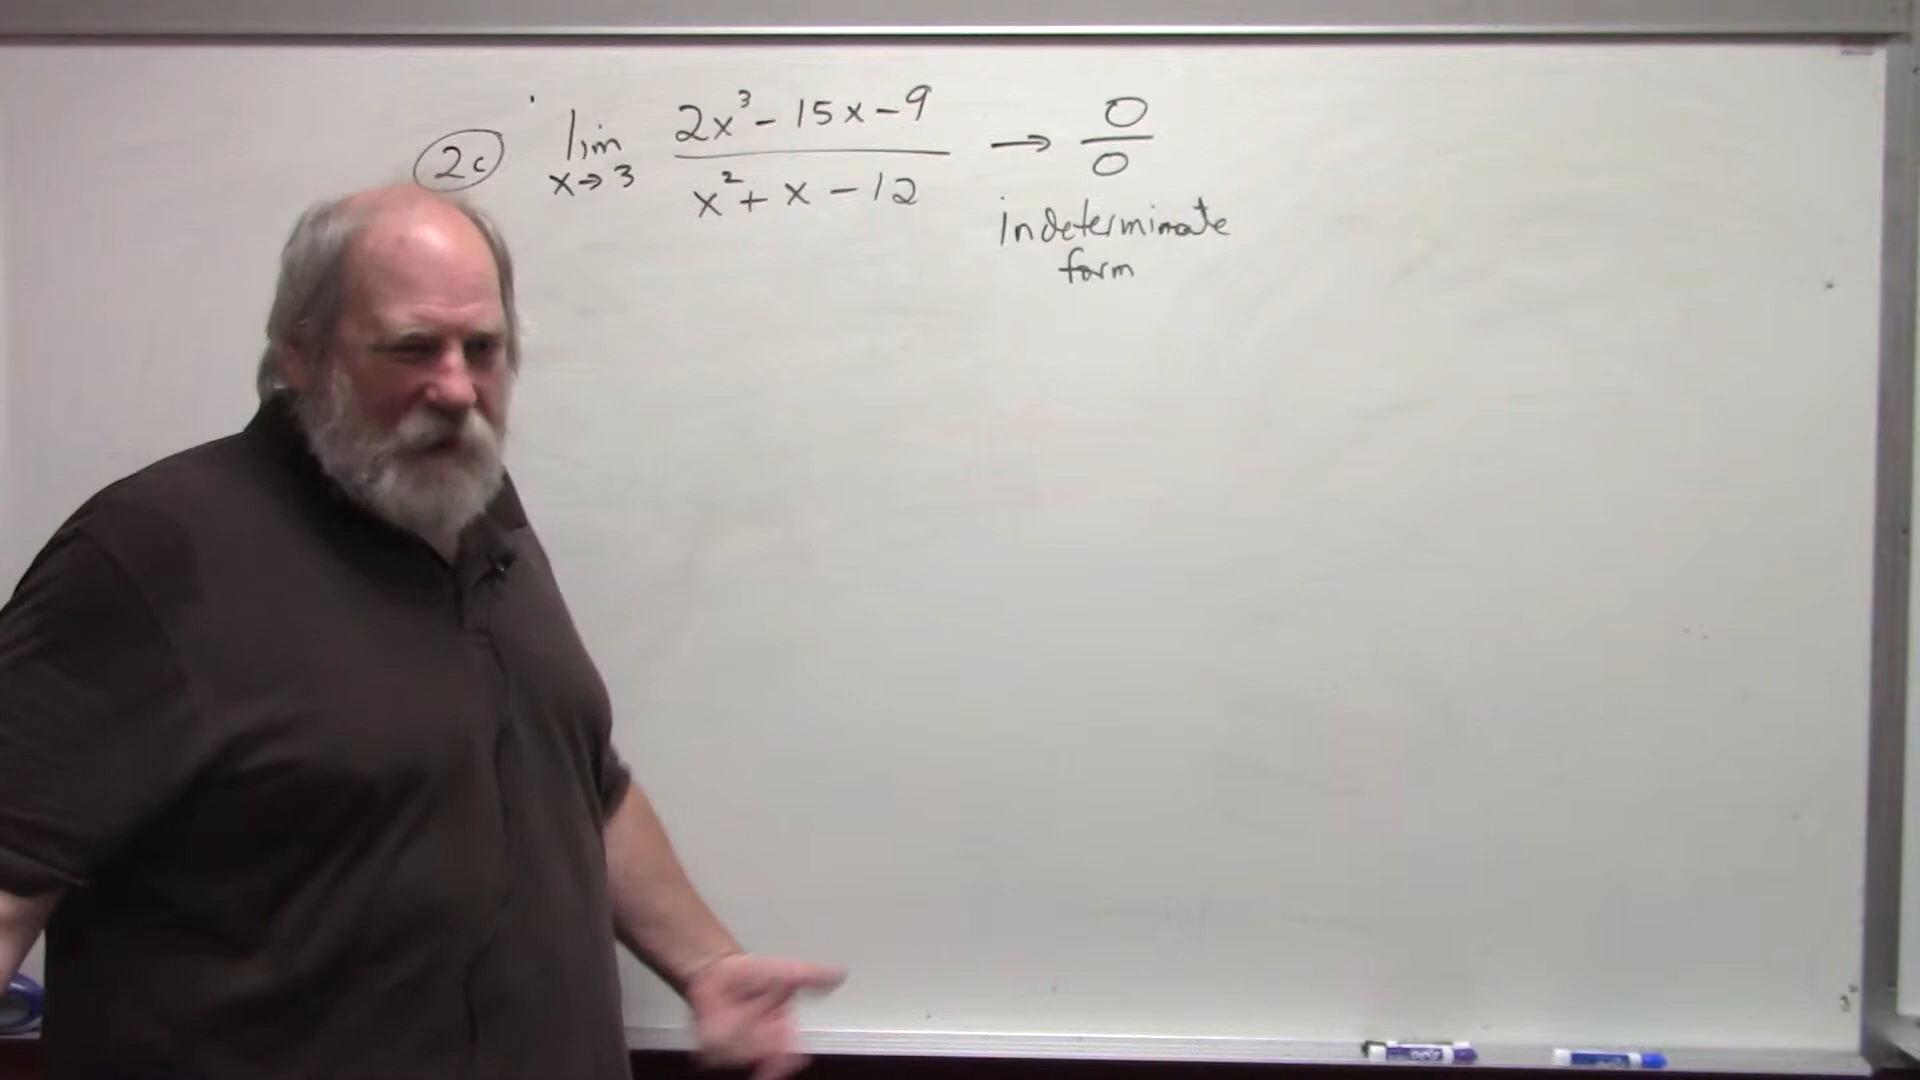 2c lim x→3 (2x³ - 15x - 9)/(x² + x - 12) → 0/0
indeterminate
form